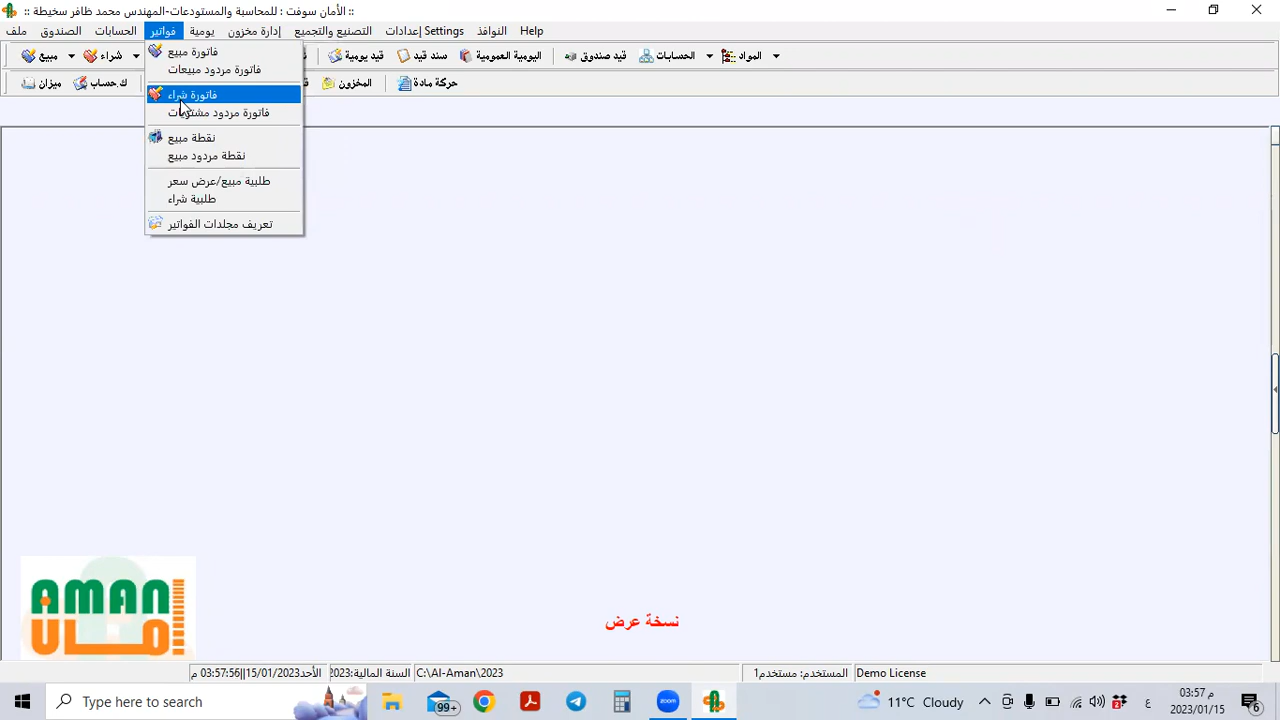 :: الأمان سوفت : للمحاسبة والمستودعات-المهندس محمد ظافر سخيطة ::
ملف الصندوق الحسابات فواتير يومية إدارة مخزون التصنيع والتجميع إعدادات Settings النوافذ Help
مبيع شراء قيد يومية سند قيد اليومية العمومية قيد صندوق الحسابات المواد
ميزان ك.حساب المخزون حركة مادة
فاتورة مبيع
فاتورة مردود مبيعات
فاتورة شراء
فاتورة مردود مشتريات
نقطة مبيع
نقطة مردود مبيع
طلبية مبيع/عرض سعر
طلبية شراء
تعريف مجلدات الفواتير
AMAN
نسخة عرض
الأحد15/01/2023||03:57:56 م
السنة المالية:2023
C:\Al-Aman\2023
المستخدم: مستخدم1
Demo License
Type here to search
99+
zoom
11°C Cloudy
2
ع
03:57 م
2023/01/15
6